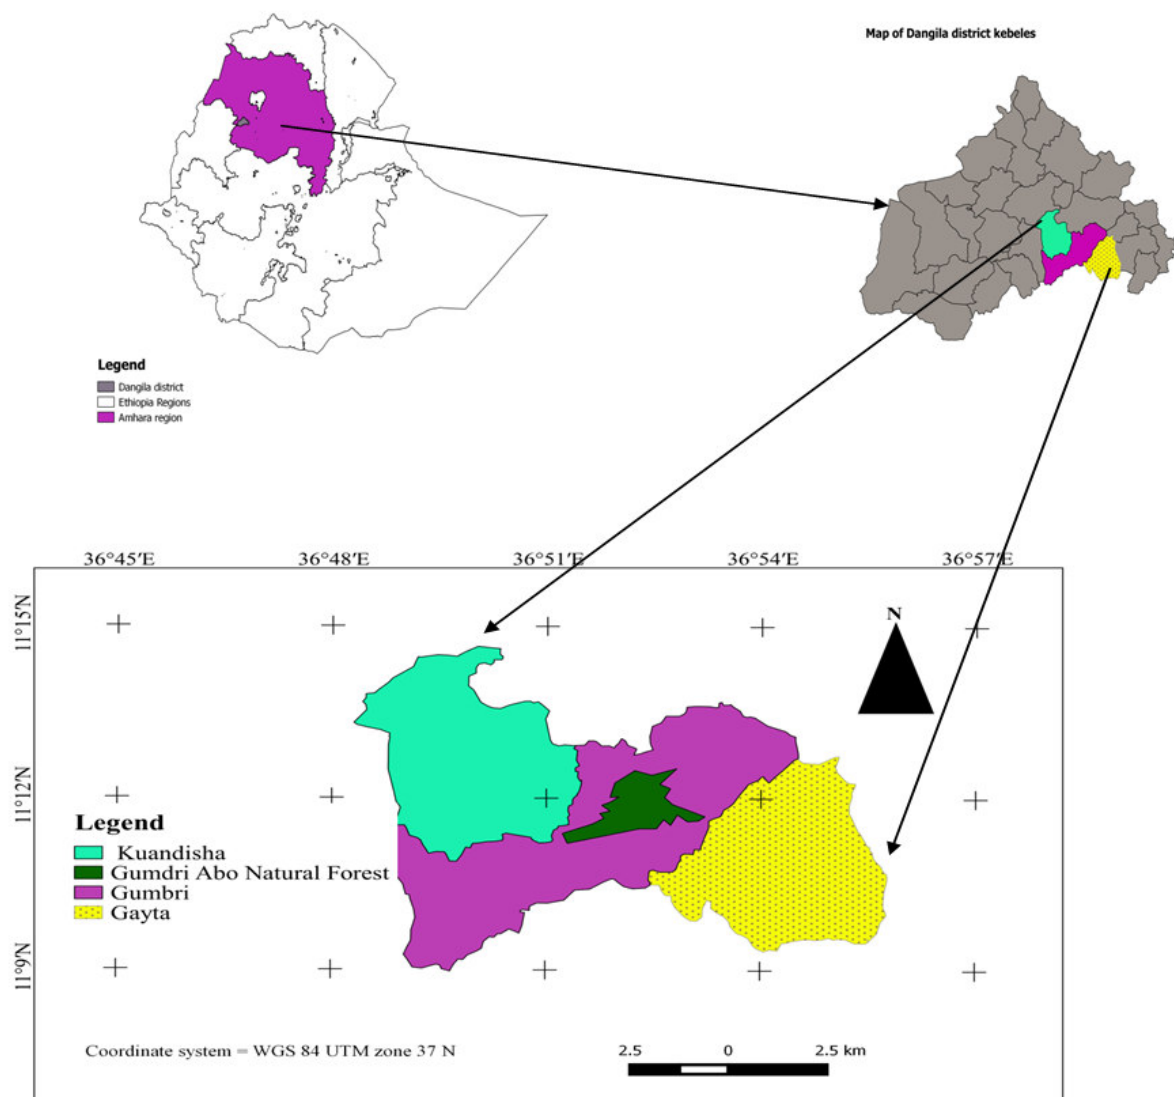 Map of Dangila district kebeles
Legend
Dangila district
Ethiopia Regions
Amhara region
36°45'E 36°48'E 36°51'E 36°54'E 36°57'E
11°15'N
N
11°12'N
Legend
Kuandisha
Gumdri Abo Natural Forest
Gumbri
Gayta
11°9'N
Coordinate system = WGS 84 UTM zone 37 N
2.5 0 2.5 km